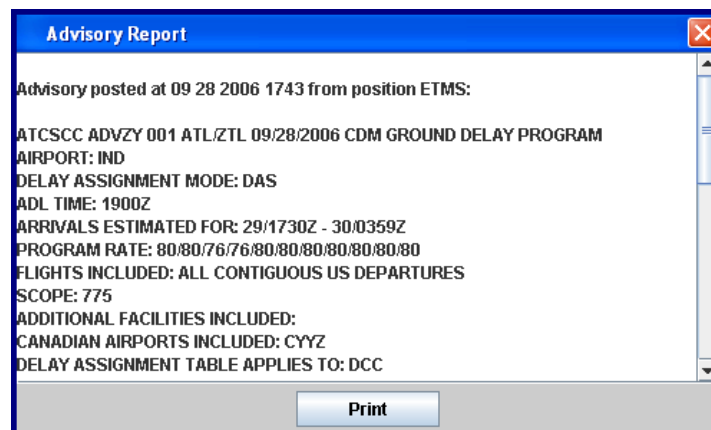 Advisory Report
Advisory posted at 09 28 2006 1743 from position ETMS:
ATCSCC ADVZY 001 ATL/ZTL 09/28/2006 CDM GROUND DELAY PROGRAM
AIRPORT: IND
DELAY ASSIGNMENT MODE: DAS
ADL TIME: 1900Z
ARRIVALS ESTIMATED FOR: 29/1730Z - 30/0359Z
PROGRAM RATE: 80/80/76/76/80/80/80/80/80/80/80
FLIGHTS INCLUDED: ALL CONTIGUOUS US DEPARTURES
SCOPE: 775
ADDITIONAL FACILITIES INCLUDED:
CANADIAN AIRPORTS INCLUDED: CYYZ
DELAY ASSIGNMENT TABLE APPLIES TO: DCC
Print